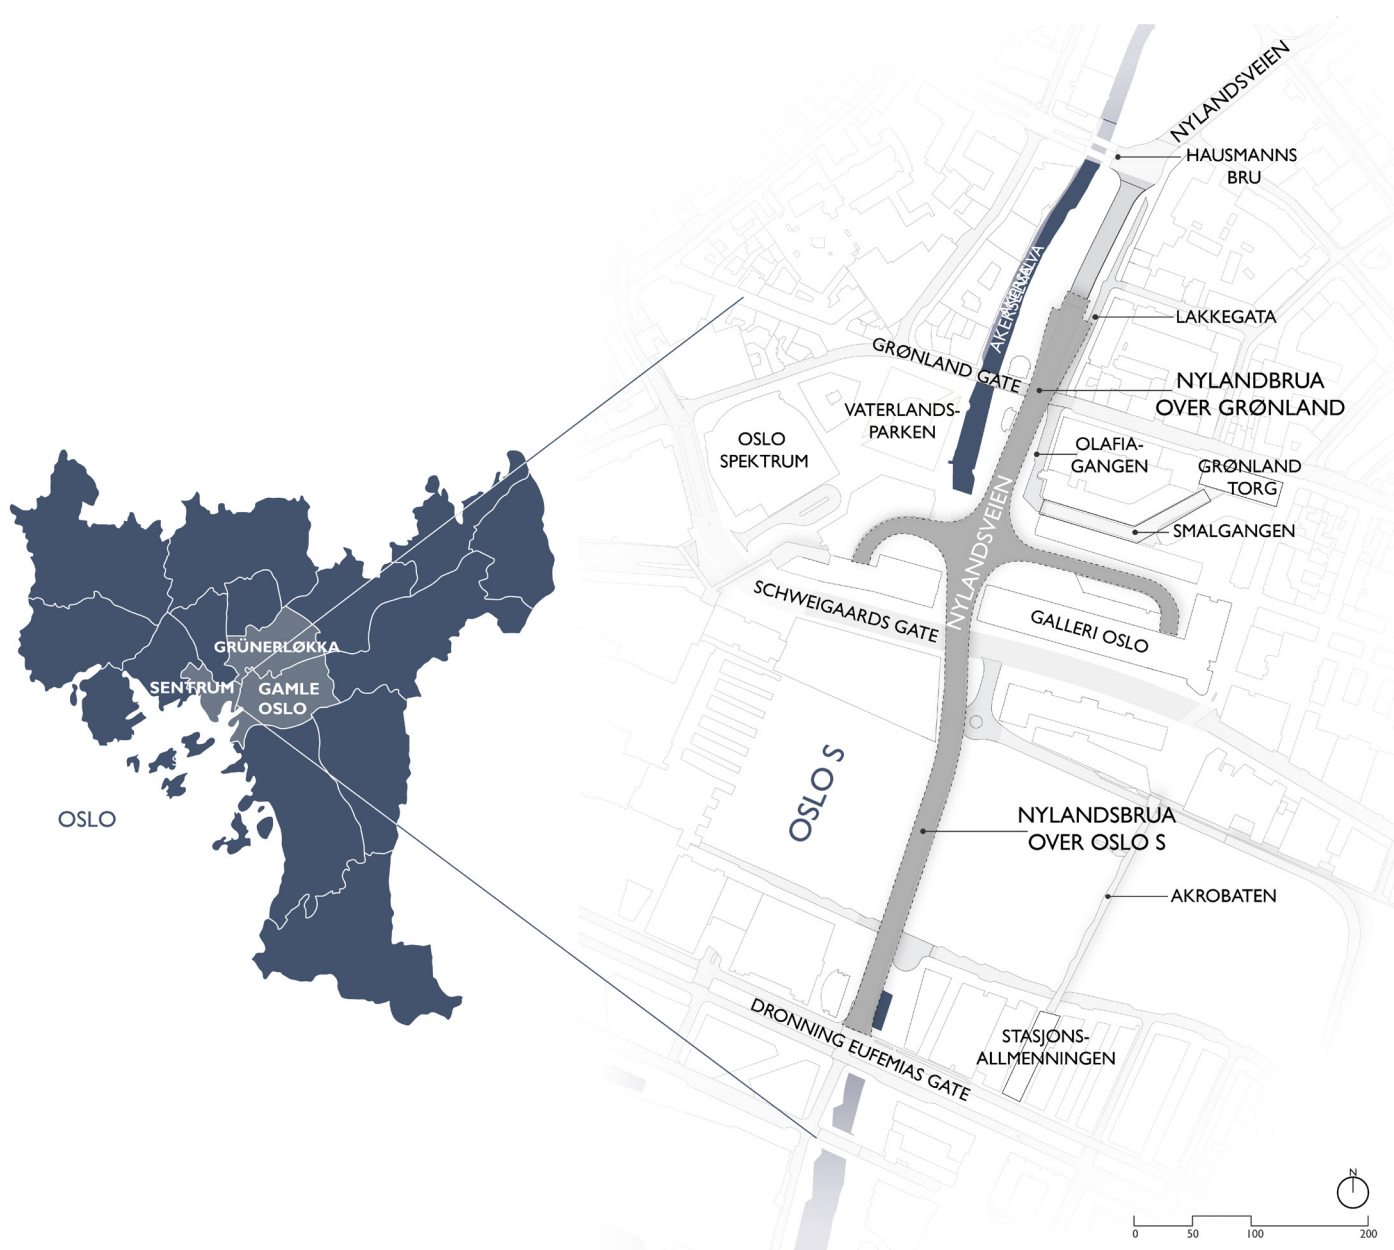 NYLANDSVEIEN
HAUSMANNS
BRU
AKERSELVA
LAKKEGATA
GRØNLAND GATE
NYLANDBRUA
OVER GRØNLAND
VATERLANDS-
PARKEN
OSLO
SPEKTRUM
OLAFIA-
GANGEN
GRØNLAND
TORG
SMALGANGEN
NYLANDSVEIEN
SCHWEIGAARDS GATE
GALLERI OSLO
GRÜNERLØKKA
SENTRUM
GAMLE
OSLO
OSLO
OSLO S
NYLANDSBRUA
OVER OSLO S
AKROBATEN
DRONNING EUFEMIAS GATE
STASJONS-
ALLMENNINGEN
N
0 50 100 200